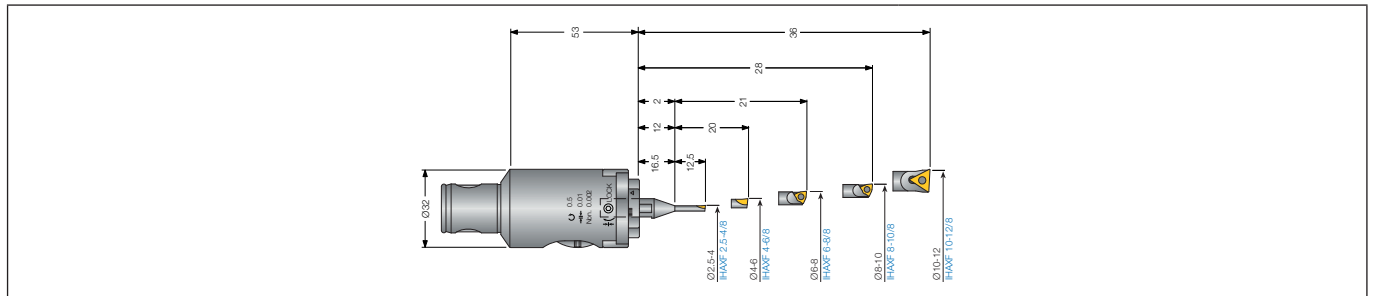 53
36
28
2
21
12
20
16.5
12.5
Ø32
0.5
0.01
Non. 0.002
LOCK
Ø2.5-4
IHAXF 2.5-4/8
Ø4-6
IHAXF 4-6/8
Ø6-8
IHAXF 6-8/8
Ø8-10
IHAXF 8-10/8
Ø10-12
IHAXF 10-12/8